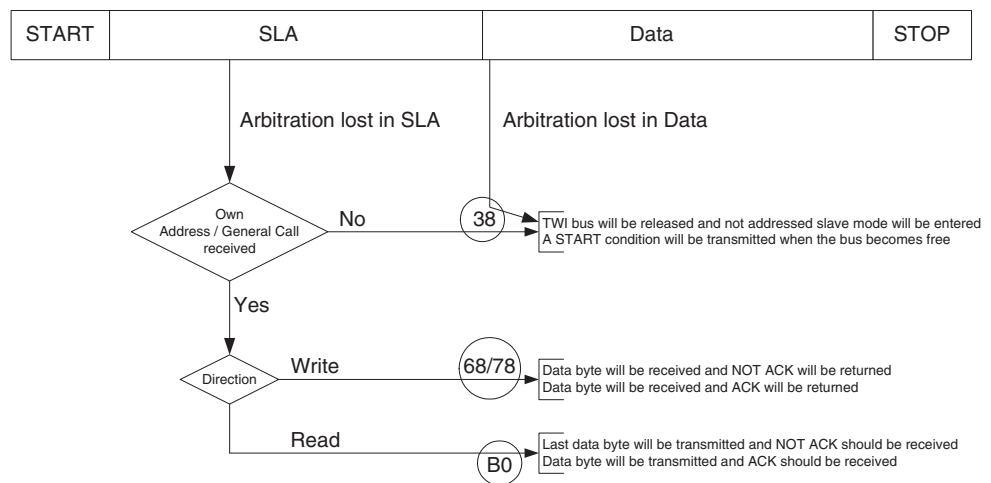 START SLA Data STOP
Arbitration lost in SLA Arbitration lost in Data
Own
Address / General Call
received
No 38
TWI bus will be released and not addressed slave mode will be entered
A START condition will be transmitted when the bus becomes free
Yes
Direction
Write 68/78
Data byte will be received and NOT ACK will be returned
Data byte will be received and ACK will be returned
Read B0
Last data byte will be transmitted and NOT ACK should be received
Data byte will be transmitted and ACK should be received